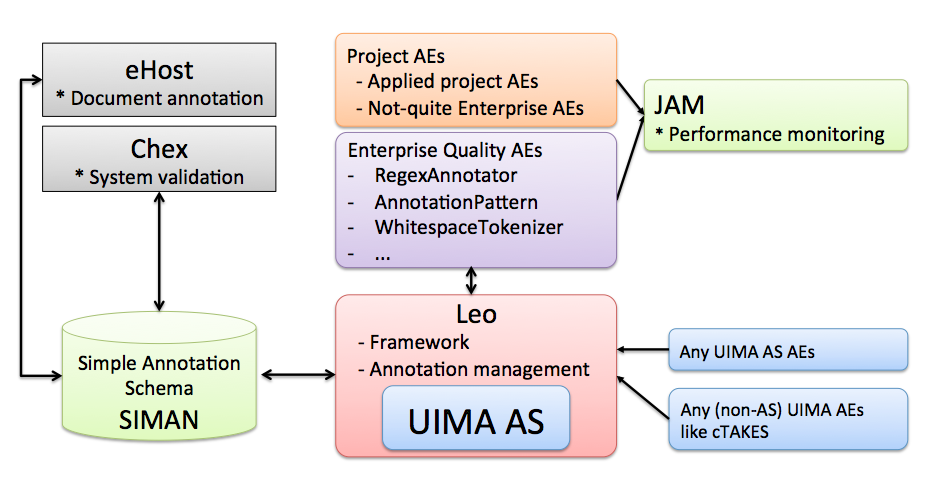 eHost
* Document annotation
Chex
* System validation
Project AEs
- Applied project AEs
- Not-quite Enterprise AEs
Enterprise Quality AEs
- RegexAnnotator
- AnnotationPattern
- WhitespaceTokenizer
- ...
JAM
* Performance monitoring
Simple Annotation
Schema
SIMAN
Leo
- Framework
- Annotation management
UIMA AS
Any UIMA AS AEs
Any (non-AS) UIMA AEs
like cTAKES